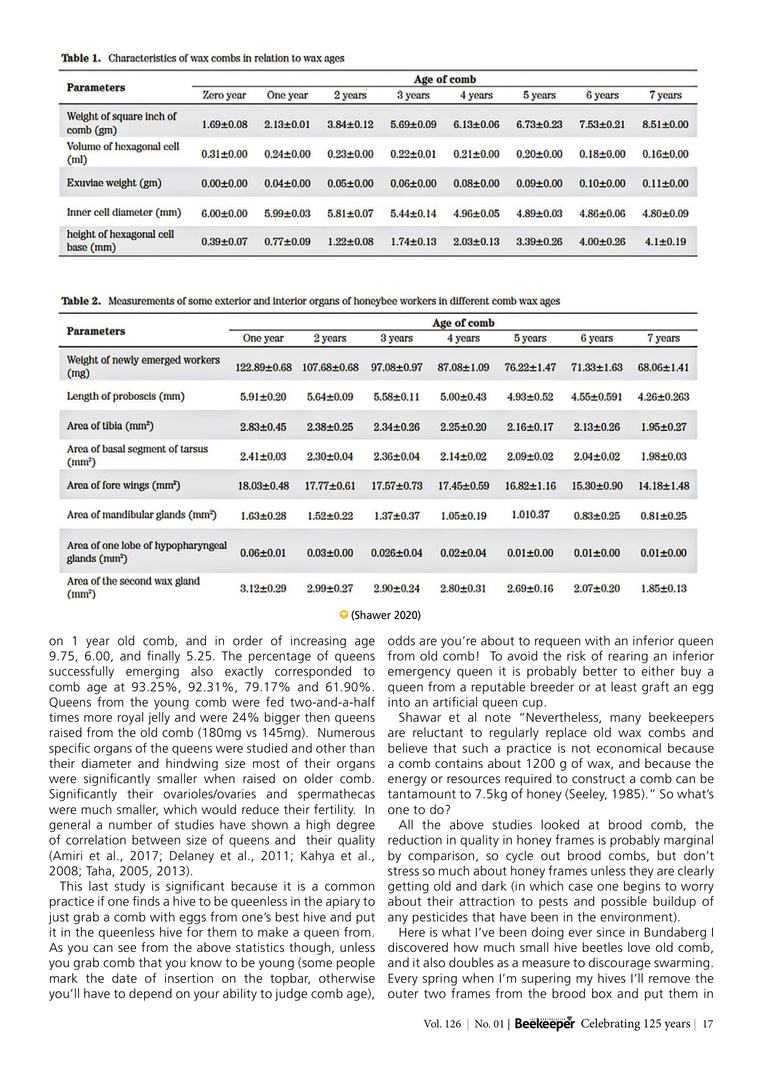 Table 1. Characteristics of wax combs in relation to wax ages
Parameters
Age of comb
Zero year One year 2 years 3 years 4 years 5 years 6 years 7 years
Weight of square inch of comb (gm) 1.69±0.08 2.13±0.01 3.84±0.12 5.69±0.09 6.13±0.06 6.73±0.23 7.53±0.21 8.51±0.00
Volume of hexagonal cell (ml) 0.31±0.00 0.24±0.00 0.23±0.00 0.22±0.01 0.21±0.00 0.20±0.00 0.18±0.00 0.16±0.00
Exuviae weight (gm) 0.00±0.00 0.04±0.00 0.05±0.00 0.06±0.00 0.08±0.00 0.09±0.00 0.10±0.00 0.11±0.00
Inner cell diameter (mm) 6.00±0.00 5.99±0.03 5.81±0.07 5.44±0.14 4.96±0.05 4.89±0.03 4.86±0.06 4.80±0.09
height of hexagonal cell base (mm) 0.39±0.07 0.77±0.09 1.22±0.08 1.74±0.13 2.03±0.13 3.39±0.26 4.00±0.26 4.1±0.19
Table 2. Measurements of some exterior and interior organs of honeybee workers in different comb wax ages
Parameters
Age of comb
One year 2 years 3 years 4 years 5 years 6 years 7 years
Weight of newly emerged workers (mg) 122.89±0.68 107.68±0.68 97.08±0.97 87.08±1.09 76.22±1.47 71.33±1.63 68.06±1.41
Length of proboscis (mm) 5.91±0.20 5.64±0.09 5.58±0.11 5.00±0.43 4.93±0.52 4.55±0.591 4.26±0.263
Area of tibia (mm²) 2.83±0.45 2.38±0.25 2.34±0.26 2.25±0.20 2.16±0.17 2.13±0.26 1.95±0.27
Area of basal segment of tarsus (mm²) 2.41±0.03 2.30±0.04 2.36±0.04 2.14±0.02 2.09±0.02 2.04±0.02 1.98±0.03
Area of fore wings (mm²) 18.03±0.48 17.77±0.61 17.57±0.73 17.45±0.59 16.82±1.16 15.30±0.90 14.18±1.48
Area of mandibular glands (mm²) 1.63±0.28 1.52±0.22 1.37±0.37 1.05±0.19 1.010.37 0.83±0.25 0.81±0.25
Area of one lobe of hypopharyngeal glands (mm²) 0.06±0.01 0.03±0.00 0.026±0.04 0.02±0.04 0.01±0.00 0.01±0.00 0.01±0.00
Area of the second wax gland (mm²) 3.12±0.29 2.99±0.27 2.90±0.24 2.80±0.31 2.69±0.16 2.07±0.20 1.85±0.13
(Shawer 2020)
on 1 year old comb, and in order of increasing age
9.75, 6.00, and finally 5.25. The percentage of queens
successfully emerging also exactly corresponded to
comb age at 93.25%, 92.31%, 79.17% and 61.90%.
Queens from the young comb were fed two-and-a-half
times more royal jelly and were 24% bigger then queens
raised from the old comb (180mg vs 145mg). Numerous
specific organs of the queens were studied and other than
their diameter and hindwing size most of their organs
were significantly smaller when raised on older comb.
Significantly their ovarioles/ovaries and spermathecas
were much smaller, which would reduce their fertility. In
general a number of studies have shown a high degree
of correlation between size of queens and their quality
(Amiri et al., 2017; Delaney et al., 2011; Kahya et al.,
2008; Taha, 2005, 2013).
This last study is significant because it is a common
practice if one finds a hive to be queenless in the apiary to
just grab a comb with eggs from one's best hive and put
it in the queenless hive for them to make a queen from.
As you can see from the above statistics though, unless
you grab comb that you know to be young (some people
mark the date of insertion on the topbar, otherwise
you'll have to depend on your ability to judge comb age),
odds are you're about to requeen with an inferior queen
from old comb! To avoid the risk of rearing an inferior
emergency queen it is probably better to either buy a
queen from a reputable breeder or at least graft an egg
into an artificial queen cup.
Shawar et al note “Nevertheless, many beekeepers
are reluctant to regularly replace old wax combs and
believe that such a practice is not economical because
a comb contains about 1200 g of wax, and because the
energy or resources required to construct a comb can be
tantamount to 7.5kg of honey (Seeley, 1985).” So what's
one to do?
All the above studies looked at brood comb, the
reduction in quality in honey frames is probably marginal
by comparison, so cycle out brood combs, but don't
stress so much about honey frames unless they are clearly
getting old and dark (in which case one begins to worry
about their attraction to pests and possible buildup of
any pesticides that have been in the environment).
Here is what I've been doing ever since in Bundaberg I
discovered how much small hive beetles love old comb,
and it also doubles as a measure to discourage swarming.
Every spring when I'm supering my hives I'll remove the
outer two frames from the brood box and put them in
Vol. 126 | No. 01 | Beekeeper Celebrating 125 years | 17